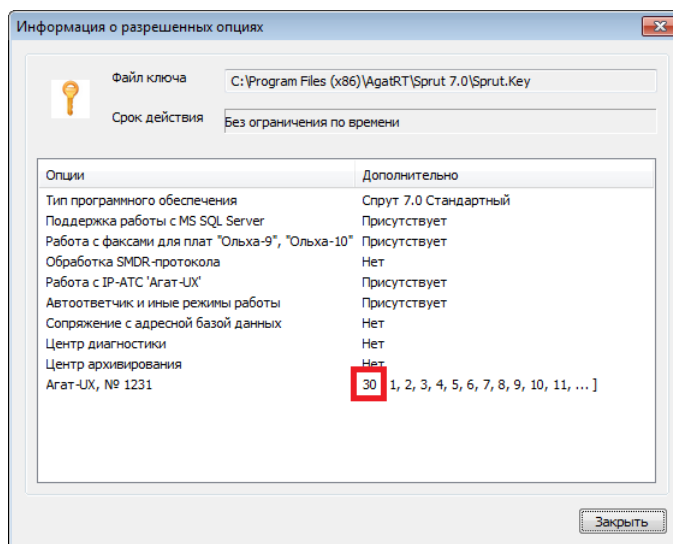 Информация о разрешенных опциях
Файл ключа C:\Program Files (x86)\AgatRT\Sprut 7.0\Sprut.Key
Срок действия Без ограничения по времени
Опции Дополнительно
Тип программного обеспечения Спрут 7.0 Стандартный
Поддержка работы с MS SQL Server Присутствует
Работа с факсами для плат "Ольха-9", "Ольха-10" Присутствует
Обработка SMDR-протокола Нет
Работа с IP-АТС 'Агат-UX' Присутствует
Автоответчик и иные режимы работы Присутствует
Сопряжение с адресной базой данных Нет
Центр диагностики Нет
Центр архивирования Нет
Агат-UX, № 1231 30 1, 2, 3, 4, 5, 6, 7, 8, 9, 10, 11, ... ]
Закрыть